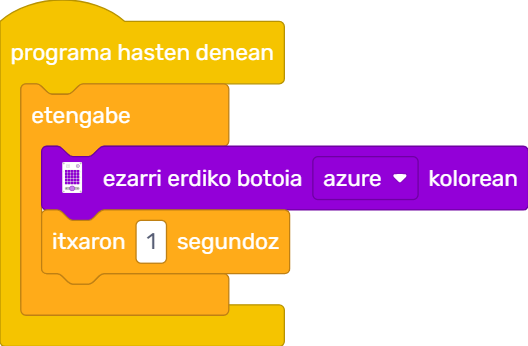 programa hasten denean
etengabe
ezarri erdiko botoia azure kolorean
itxaron 1 segundoz